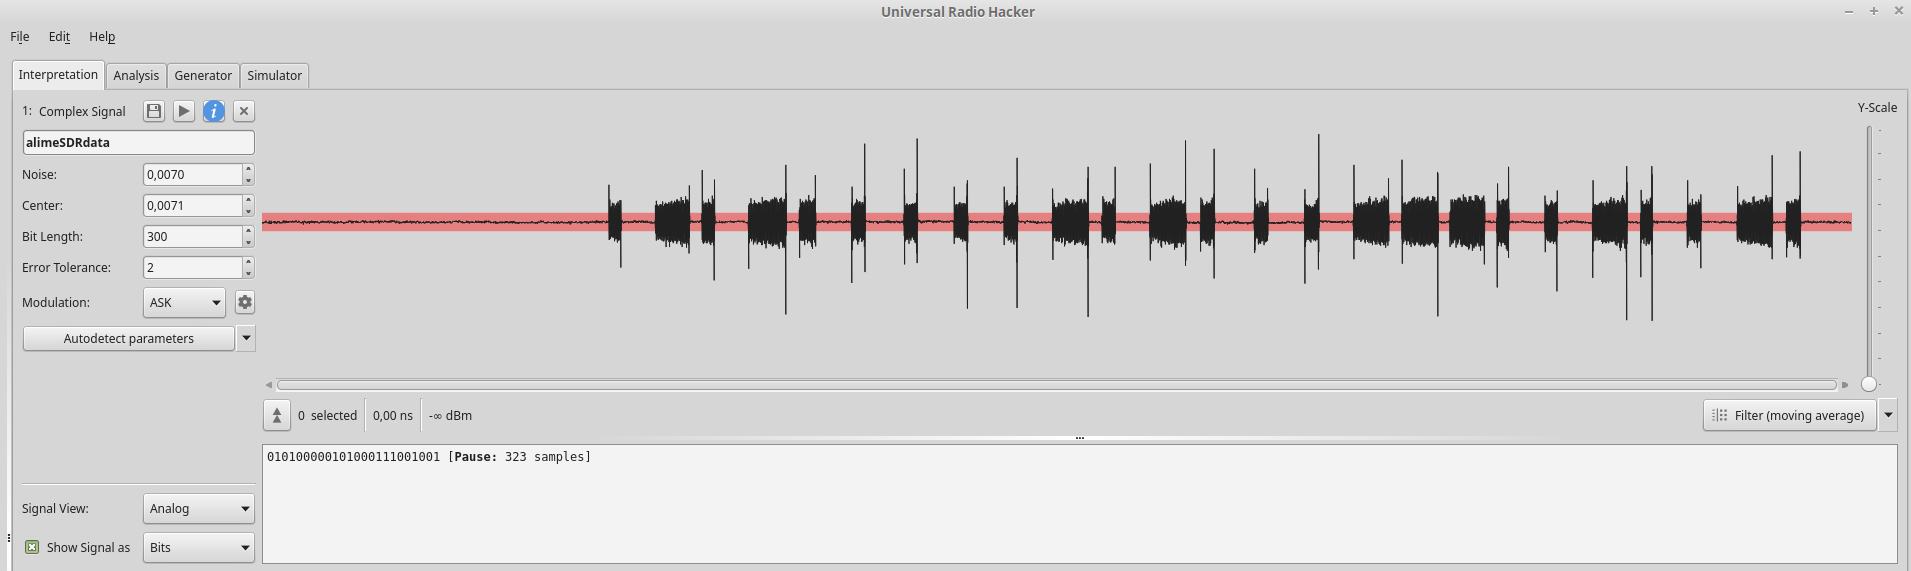 Universal Radio Hacker
File Edit Help
Interpretation Analysis Generator Simulator
1: Complex Signal
Y-Scale
alimeSDRdata
Noise: 0,0070
Center: 0,0071
Bit Length: 300
Error Tolerance: 2
Modulation: ASK
Autodetect parameters
0 selected 0,00 ns -∞ dBm
Filter (moving average)
010100000101000111001001 [Pause: 323 samples]
Signal View: Analog
Show Signal as Bits